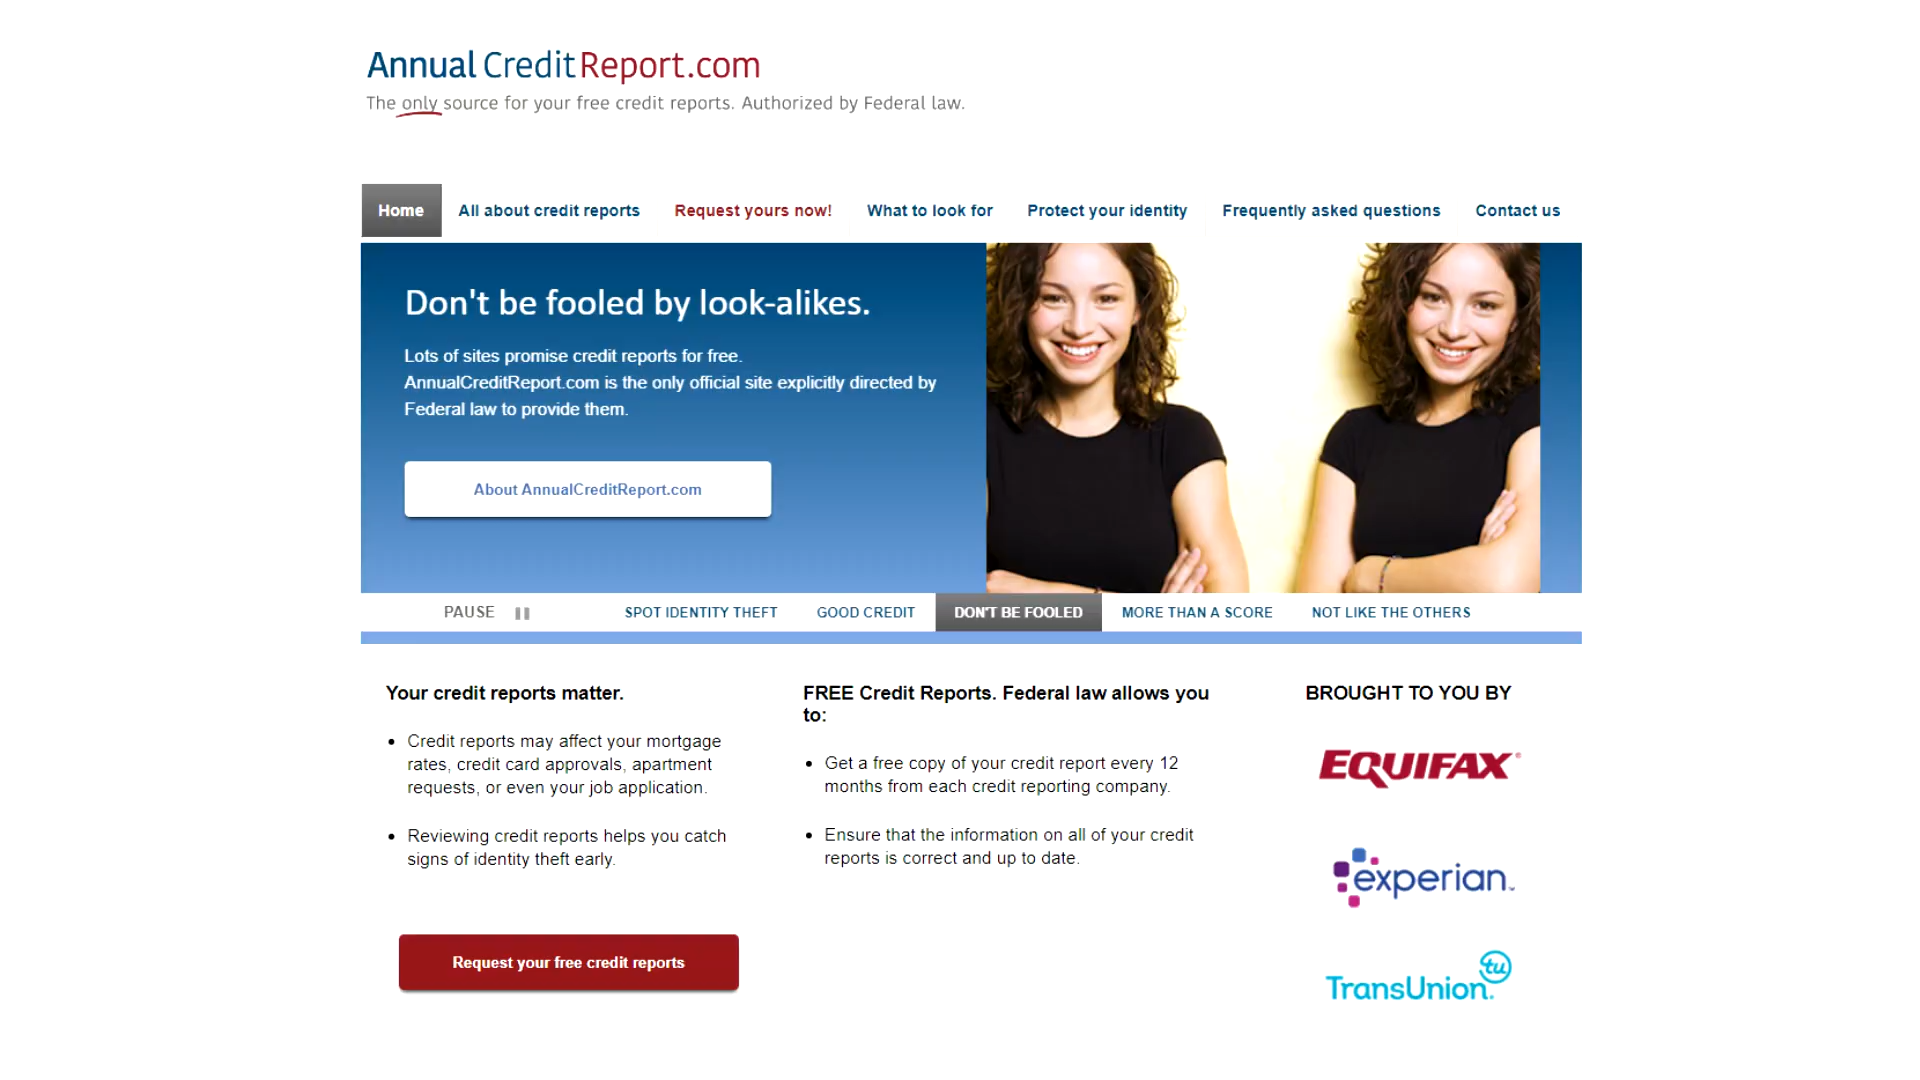 Annual Credit Report.com
The only source for your free credit reports. Authorized by Federal law.
Home All about credit reports Request yours now! What to look for Protect your identity Frequently asked questions Contact us
Don't be fooled by look-alikes.
Lots of sites promise credit reports for free.
AnnualCreditReport.com is the only official site explicitly directed by
Federal law to provide them.
About AnnualCreditReport.com
PAUSE SPOT IDENTITY THEFT GOOD CREDIT DON'T BE FOOLED MORE THAN A SCORE NOT LIKE THE OTHERS
Your credit reports matter.
Credit reports may affect your mortgage
rates, credit card approvals, apartment
requests, or even your job application.
Reviewing credit reports helps you catch
signs of identity theft early.
Request your free credit reports
FREE Credit Reports. Federal law allows you
to:
Get a free copy of your credit report every 12
months from each credit reporting company.
Ensure that the information on all of your credit
reports is correct and up to date.
BROUGHT TO YOU BY
EQUIFAX
experian
tu
TransUnion